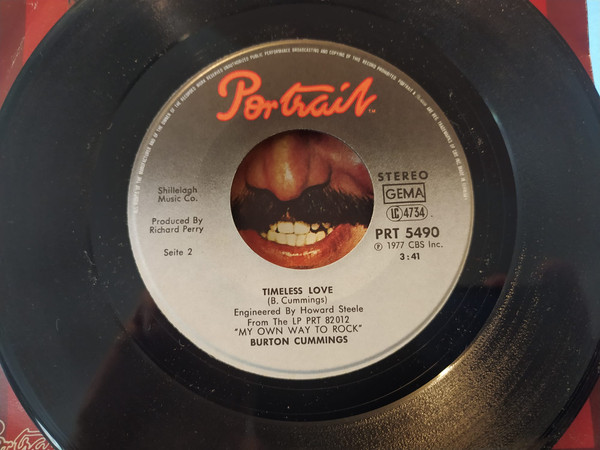 Portrait
TM
Shillelagh
Music Co.
Produced By
Richard Perry
Seite 2
STEREO
GEMA
LC 4734
PRT 5490
℗ 1977 CBS Inc.
3:41
TIMELESS LOVE
(B. Cummings)
Engineered By Howard Steele
From The LP PRT 82012
"MY OWN WAY TO ROCK"
BURTON CUMMINGS